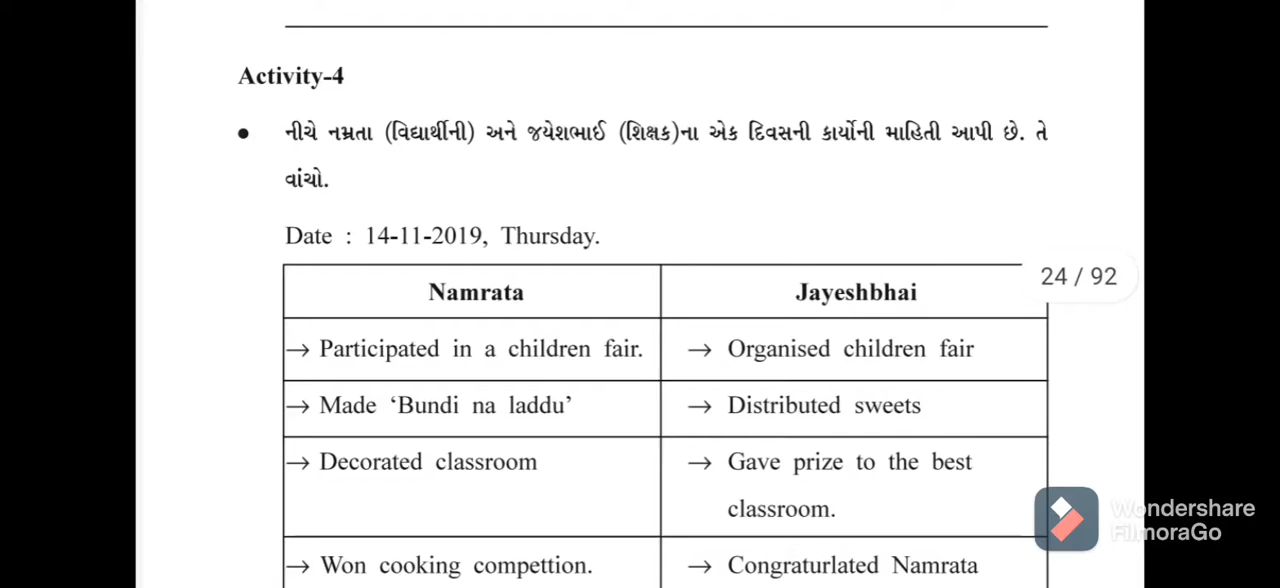 Activity-4
● નીચે નમ્રતા (વિદ્યાર્થીની) અને જયેશભાઈ (શિક્ષક)ના એક દિવસની કાર્યોની માહિતી આપી છે. તે
વાંચો.
Date : 14-11-2019, Thursday.
24 / 92
Namrata Jayeshbhai
→ Participated in a children fair. → Organised children fair
→ Made ‘Bundi na laddu’ → Distributed sweets
→ Decorated classroom → Gave prize to the best
classroom.
Wondershare
FilmoraGo
→ Won cooking compettion. → Congraturlated Namrata